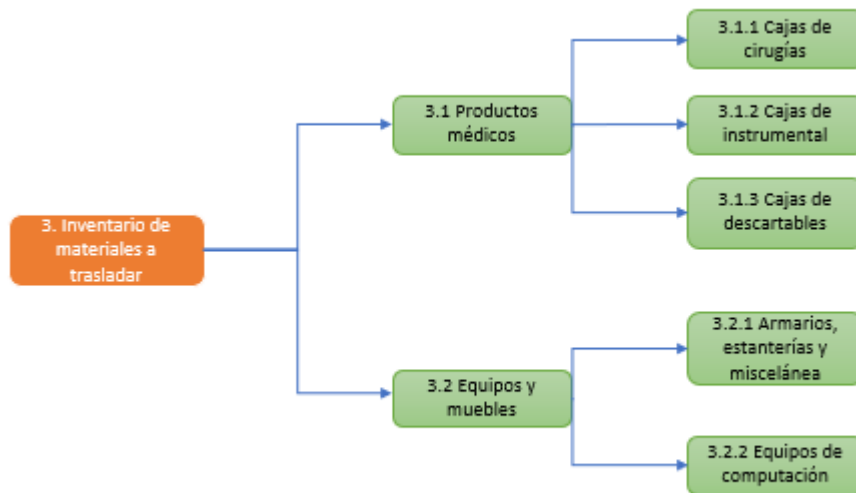 3.1.1 Cajas de
cirugías
3.1 Productos
médicos
3.1.2 Cajas de
instrumental
3.1.3 Cajas de
descartables
3. Inventario de
materiales a
trasladar
3.2.1 Armarios,
estanterías y
miscelánea
3.2 Equipos y
muebles
3.2.2 Equipos de
computación